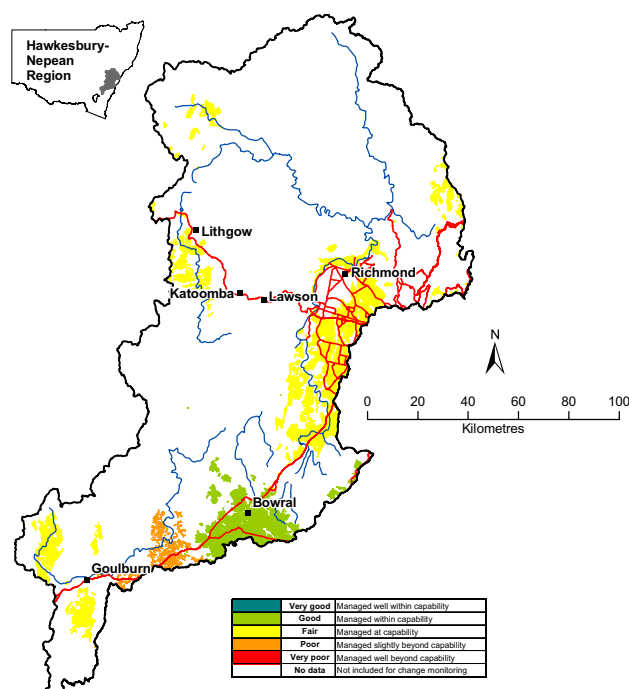 Hawkesbury-
Nepean
Region
Lithgow
Richmond
Katoomba
Lawson
N
0 20 40 60 80 100
Kilometres
Bowral
Goulburn
Very good Managed well within capability
Good Managed within capability
Fair Managed at capability
Poor Managed slightly beyond capability
Very poor Managed well beyond capability
No data Not included for change monitoring